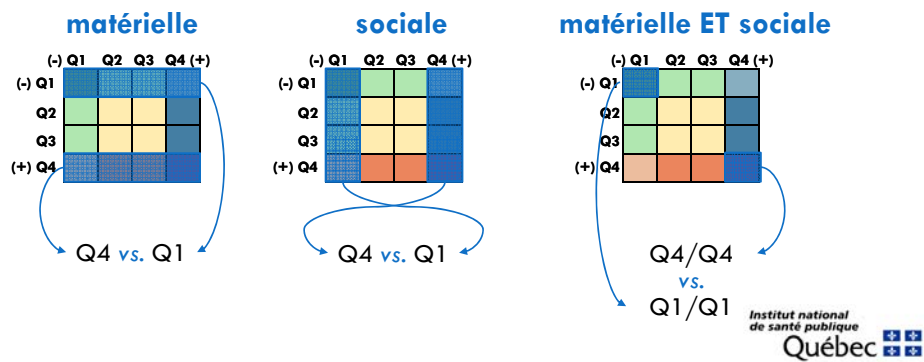 matérielle
(-) Q1 Q2 Q3 Q4 (+)
(-) Q1
Q2
Q3
(+) Q4
Q4 vs. Q1
sociale
(-) Q1 Q2 Q3 Q4 (+)
(-) Q1
Q2
Q3
(+) Q4
Q4 vs. Q1
matérielle ET sociale
(-) Q1 Q2 Q3 Q4 (+)
(-) Q1
Q2
Q3
(+) Q4
Q4/Q4
vs.
Q1/Q1
Institut national
de santé publique
Québec